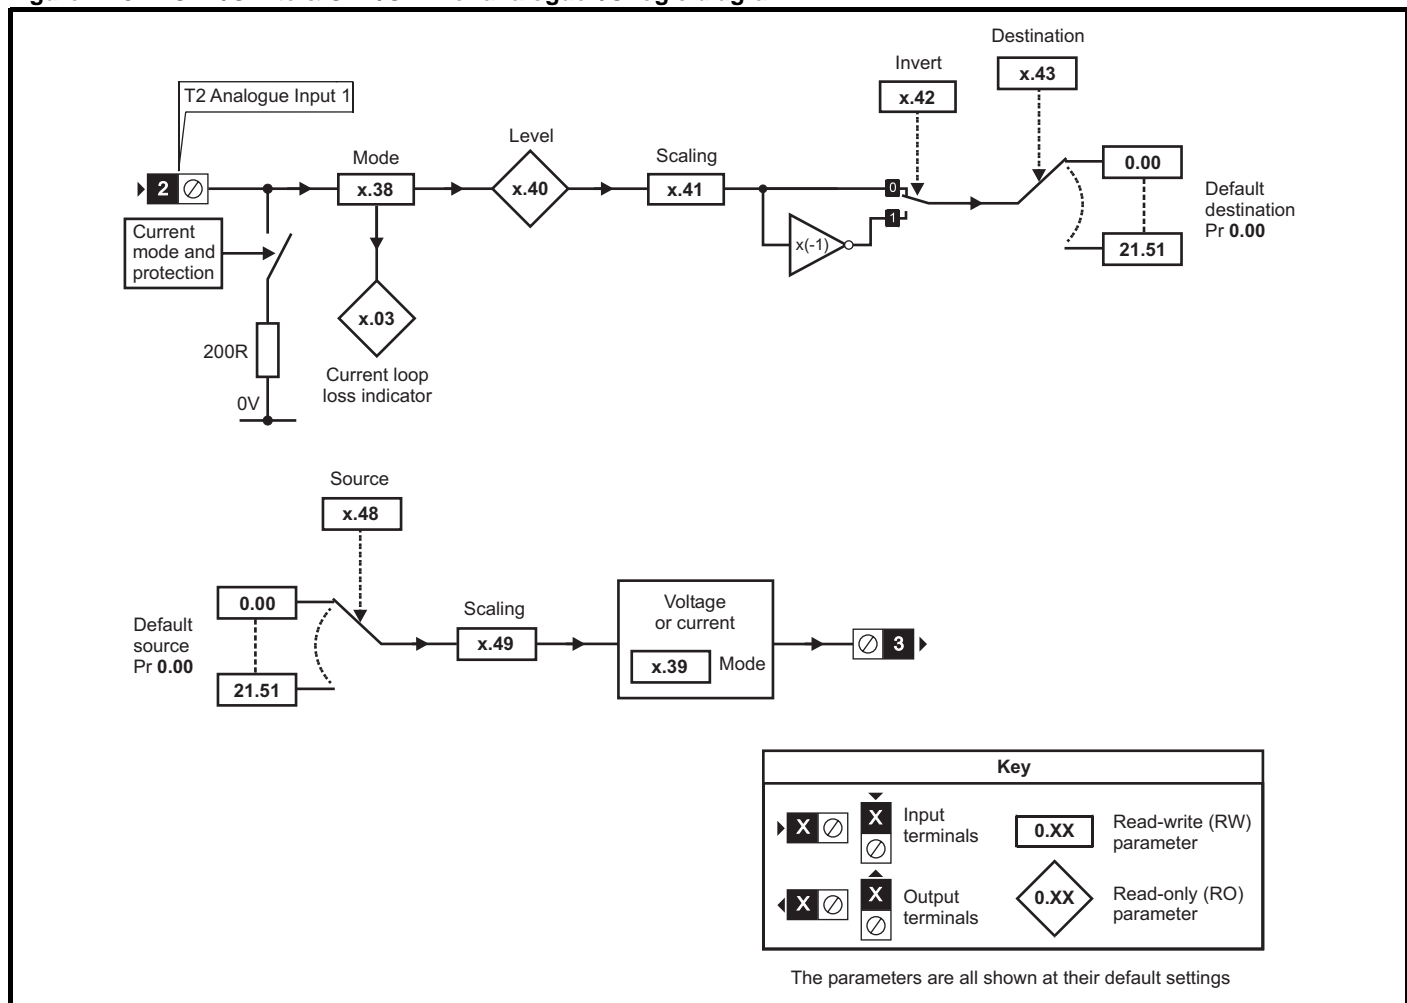 Destination
x.43
Invert
x.42
T2 Analogue Input 1
Level
Mode
Scaling
2
x.38
x.40
x.41
0
1
x(-1)
0.00
21.51
Default
destination
Pr 0.00
Current
mode and
protection
x.03
200R
Current loop
loss indicator
0V
Source
x.48
Default
source
Pr 0.00
0.00
21.51
Scaling
x.49
Voltage
or current
x.39
Mode
3
Key
X
X
Input
terminals
0.XX
Read-write (RW)
parameter
X
X
Output
terminals
0.XX
Read-only (RO)
parameter
The parameters are all shown at their default settings